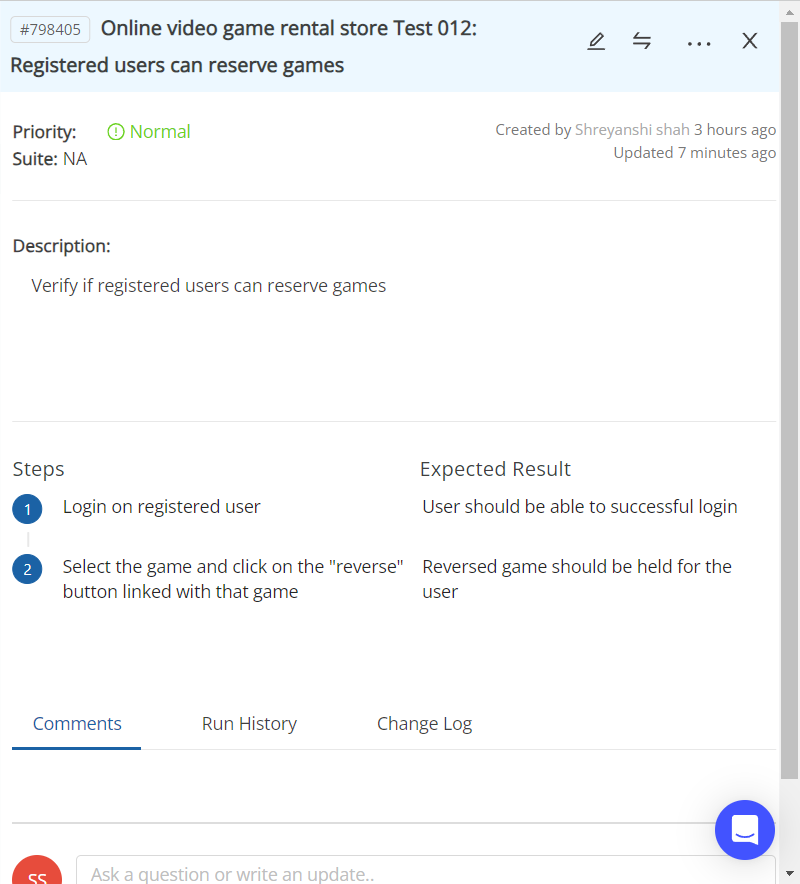 #798405 Online video game rental store Test 012:
Registered users can reserve games
Priority: Normal
Created by Shreyanshi shah 3 hours ago
Suite: NA
Updated 7 minutes ago
Description:
Verify if registered users can reserve games
Steps
Expected Result
1 Login on registered user
User should be able to successful login
2 Select the game and click on the "reverse"
button linked with that game
Reversed game should be held for the
user
Comments Run History Change Log
SS Ask a question or write an update..